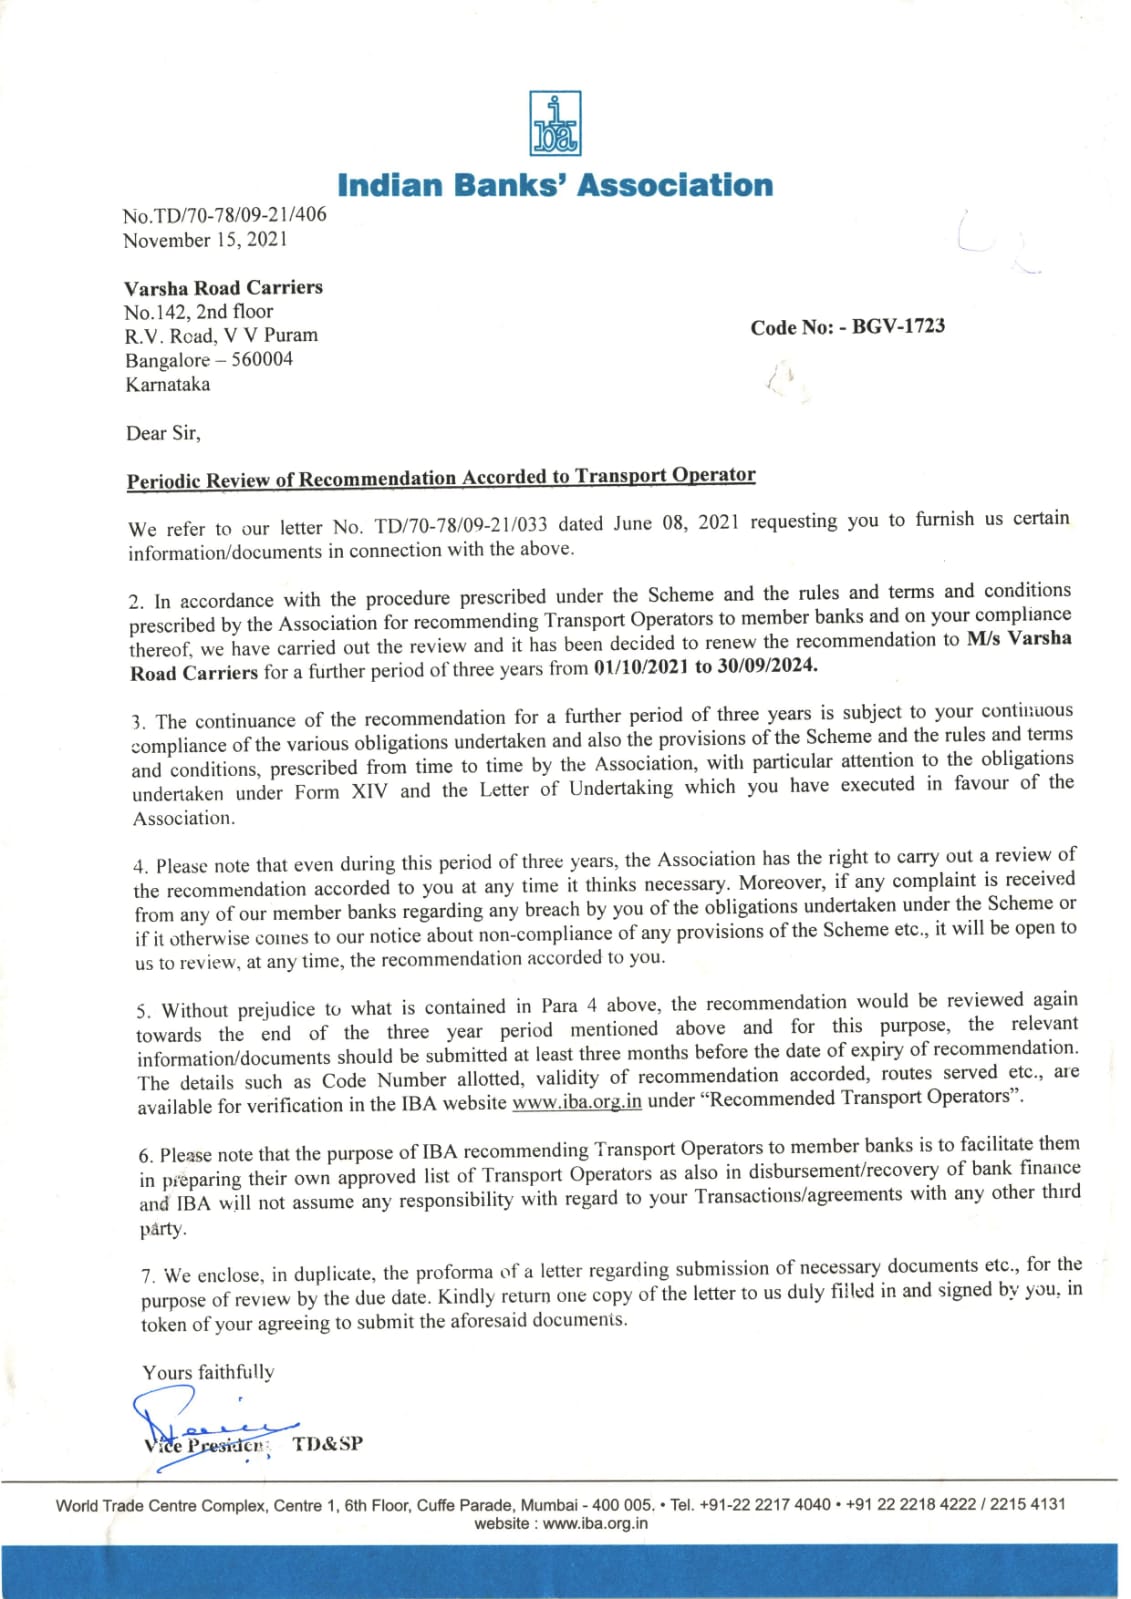 iba
Indian Banks' Association
No.TD/70-78/09-21/406
November 15, 2021
Varsha Road Carriers
No.142, 2nd floor
R.V. Road, V V Puram
Bangalore – 560004
Karnataka
Code No: - BGV-1723
Dear Sir,
Periodic Review of Recommendation Accorded to Transport Operator
We refer to our letter No. TD/70-78/09-21/033 dated June 08, 2021 requesting you to furnish us certain
information/documents in connection with the above.
2. In accordance with the procedure prescribed under the Scheme and the rules and terms and conditions
prescribed by the Association for recommending Transport Operators to member banks and on your compliance
thereof, we have carried out the review and it has been decided to renew the recommendation to M/s Varsha
Road Carriers for a further period of three years from 01/10/2021 to 30/09/2024.
3. The continuance of the recommendation for a further period of three years is subject to your continuous
compliance of the various obligations undertaken and also the provisions of the Scheme and the rules and terms
and conditions, prescribed from time to time by the Association, with particular attention to the obligations
undertaken under Form XIV and the Letter of Undertaking which you have executed in favour of the
Association.
4. Please note that even during this period of three years, the Association has the right to carry out a review of
the recommendation accorded to you at any time it thinks necessary. Moreover, if any complaint is received
from any of our member banks regarding any breach by you of the obligations undertaken under the Scheme or
if it otherwise comes to our notice about non-compliance of any provisions of the Scheme etc., it will be open to
us to review, at any time, the recommendation accorded to you.
5. Without prejudice to what is contained in Para 4 above, the recommendation would be reviewed again
towards the end of the three year period mentioned above and for this purpose, the relevant
information/documents should be submitted at least three months before the date of expiry of recommendation.
The details such as Code Number allotted, validity of recommendation accorded, routes served etc., are
available for verification in the IBA website www.iba.org.in under “Recommended Transport Operators”.
6. Please note that the purpose of IBA recommending Transport Operators to member banks is to facilitate them
in preparing their own approved list of Transport Operators as also in disbursement/recovery of bank finance
and IBA will not assume any responsibility with regard to your Transactions/agreements with any other third
party.
7. We enclose, in duplicate, the proforma of a letter regarding submission of necessary documents etc., for the
purpose of review by the due date. Kindly return one copy of the letter to us duly filled in and signed by you, in
token of your agreeing to submit the aforesaid documents.
Yours faithfully
Vice President TD&SP
World Trade Centre Complex, Centre 1, 6th Floor, Cuffe Parade, Mumbai - 400 005. • Tel. +91-22 2217 4040 • +91 22 2218 4222 / 2215 4131
website : www.iba.org.in